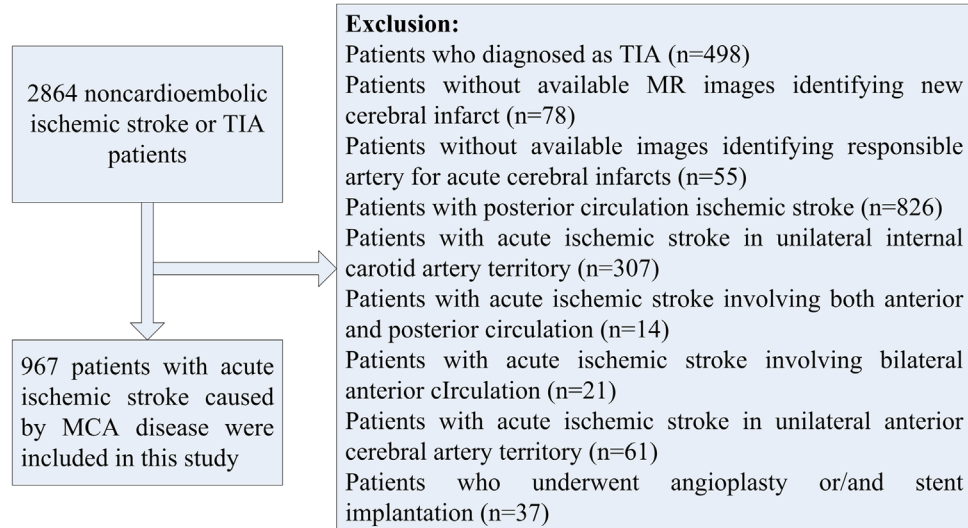 2864 noncardioembolic
ischemic stroke or TIA
patients
967 patients with acute
ischemic stroke caused
by MCA disease were
included in this study
Exclusion:
Patients who diagnosed as TIA (n=498)
Patients without available MR images identifying new
cerebral infarct (n=78)
Patients without available images identifying responsible
artery for acute cerebral infarcts (n=55)
Patients with posterior circulation ischemic stroke (n=826)
Patients with acute ischemic stroke in unilateral internal
carotid artery territory (n=307)
Patients with acute ischemic stroke involving both anterior
and posterior circulation (n=14)
Patients with acute ischemic stroke involving bilateral
anterior cIrculation (n=21)
Patients with acute ischemic stroke in unilateral anterior
cerebral artery territory (n=61)
Patients who underwent angioplasty or/and stent
implantation (n=37)